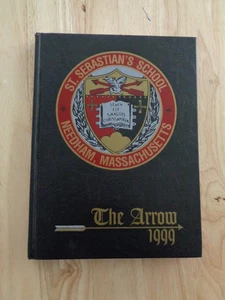 ST. SEBASTIAN'S SCHOOL
NEEDHAM, MASSACHUSETTS
The Arrow
1999